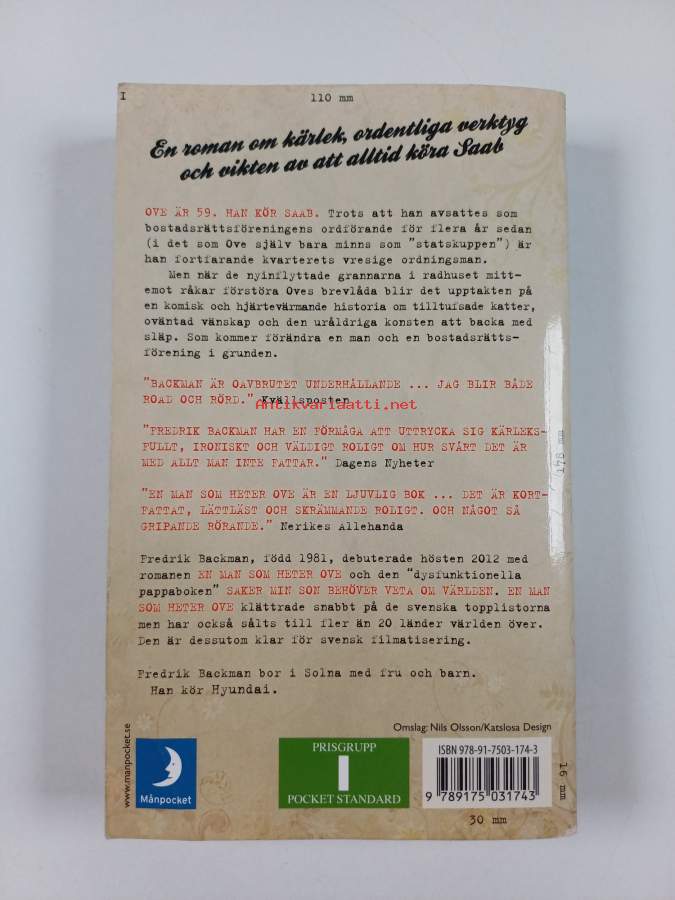 I
110 mm
En roman om kärlek, ordentliga verktyg
och vikten av att alltid köra Saab
OVE ÄR 59. HAN KÖR SAAB. Trots att han avsattes som
bostadsrättsföreningens ordförande för flera år sedan
(i det som Ove själv bara minns som "statskuppen") är
han fortfarande kvarterets vresige ordningsman.
Men när de nyinflyttade grannarna i radhuset mitt-
emot råkar förstöra Oves brevlåda blir det upptakten på
en komisk och hjärtevärmande historia om tilltufsade katter,
oväntad vänskap och den uråldriga konsten att backa med
släp. Som kommer förändra en man och en bostadsrätts-
förening i grunden.
"BACKMAN ÄR OAVBRUTET UNDERHÅLLANDE ... JAG BLIR BÅDE
ROAD OCH RÖRD." Kvällsposten
Antikvariaatti.net
"FREDRIK BACKMAN HAR EN FÖRMÅGA ATT UTTRYCKA SIG KÄRLEKS-
FULLT, IRONISKT OCH VÄLDIGT ROLIGT OM HUR SVÅRT DET ÄR
MED ALLT MAN INTE FATTAR." Dagens Nyheter
178 mm
"EN MAN SOM HETER OVE ÄR EN LJUVLIG BOK ... DET ÄR KORT-
FATTAT, LÄTTLÄST OCH SKRÄMMANDE ROLIGT. OCH NÅGOT SÅ
GRIPANDE RÖRANDE." Nerikes Allehanda
Fredrik Backman, född 1981, debuterade hösten 2012 med
romanen EN MAN SOM HETER OVE och den "dysfunktionella
pappaboken" SAKER MIN SON BEHÖVER VETA OM VÄRLDEN. EN MAN
SOM HETER OVE klättrade snabbt på de svenska topplistorna
men har också sålts till fler än 20 länder världen över.
Den är dessutom klar för svensk filmatisering.
Fredrik Backman bor i Solna med fru och barn.
Han kör Hyundai.
Omslag: Nils Olsson/Katslosa Design
www.manpocket.se
Månpocket
PRISGRUPP
I
POCKET STANDARD
ISBN 978-91-7503-174-3
9 789175 031743
16 mm
30 mm